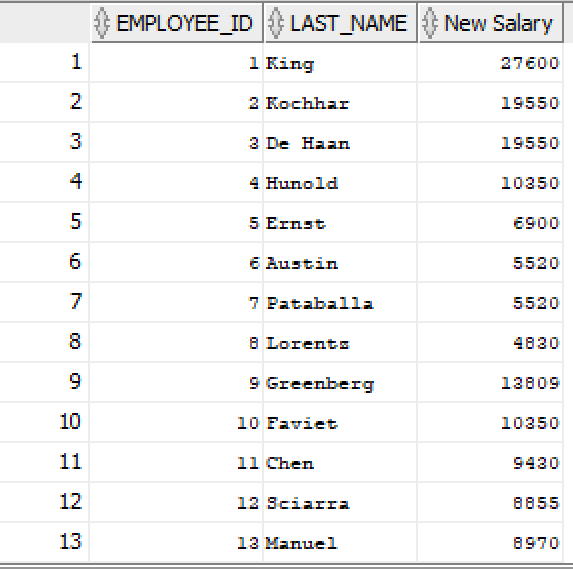 EMPLOYEE_ID LAST_NAME New Salary
1 1 King 27600
2 2 Kochhar 19550
3 3 De Haan 19550
4 4 Hunold 10350
5 5 Ernst 6900
6 6 Austin 5520
7 7 Pataballa 5520
8 8 Lorents 4830
9 9 Greenberg 13809
10 10 Faviet 10350
11 11 Chen 9430
12 12 Sciarra 8855
13 13 Manuel 8970